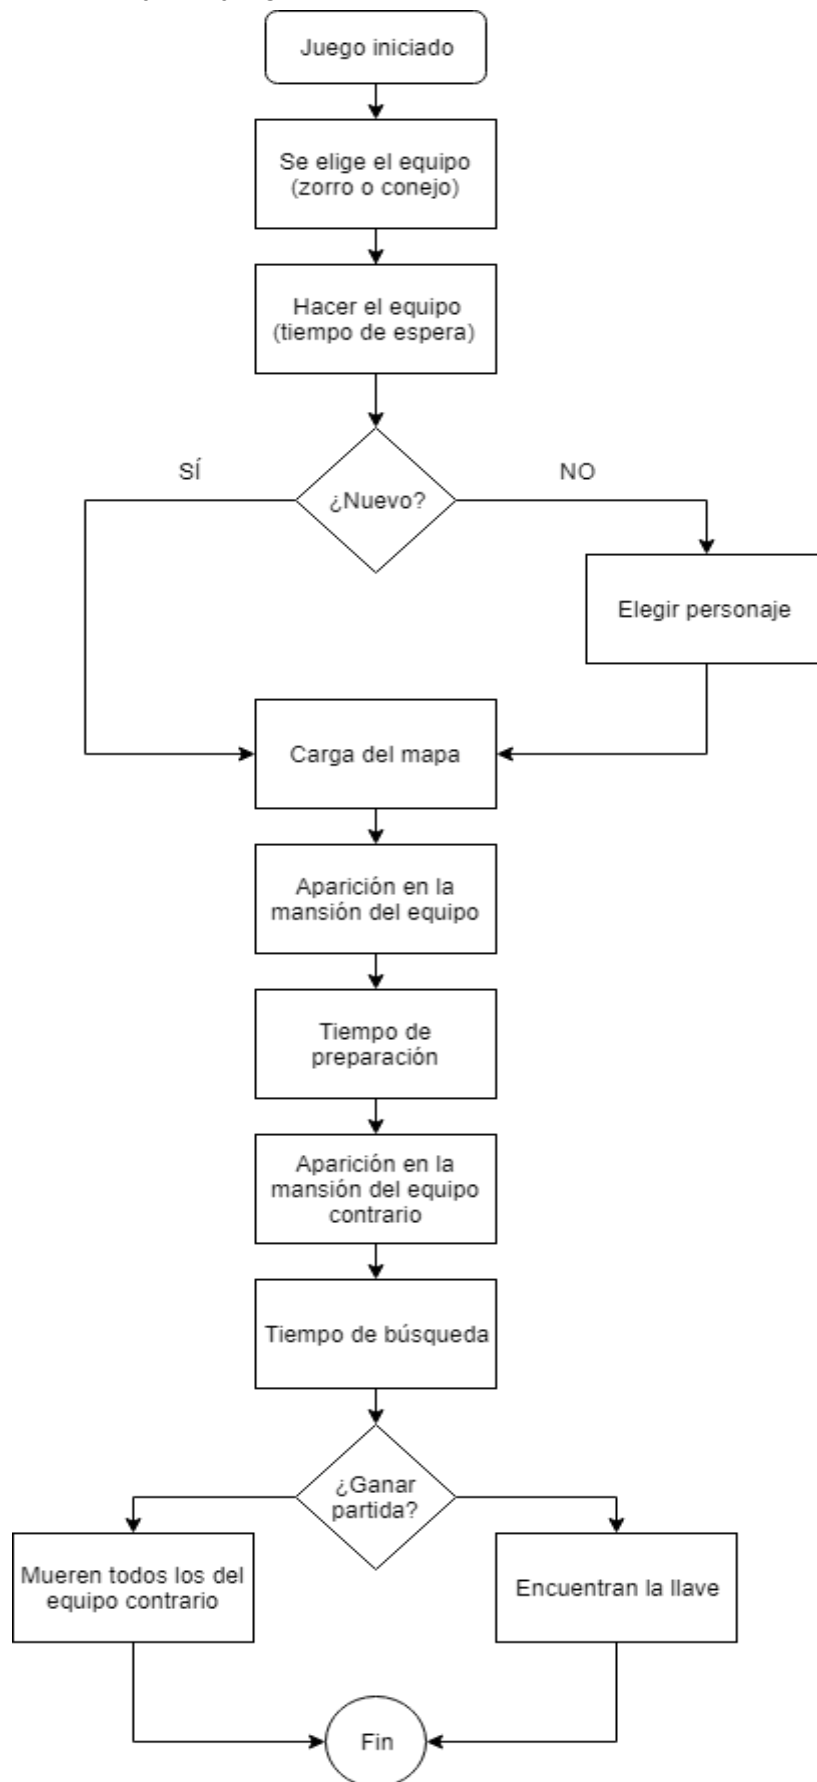 Juego iniciado
Se elige el equipo
(zorro o conejo)
Hacer el equipo
(tiempo de espera)
SÍ
¿Nuevo?
NO
Elegir personaje
Carga del mapa
Aparición en la
mansión del equipo
Tiempo de
preparación
Aparición en la
mansión del equipo
contrario
Tiempo de búsqueda
¿Ganar
partida?
Mueren todos los del
equipo contrario
Encuentran la llave
Fin